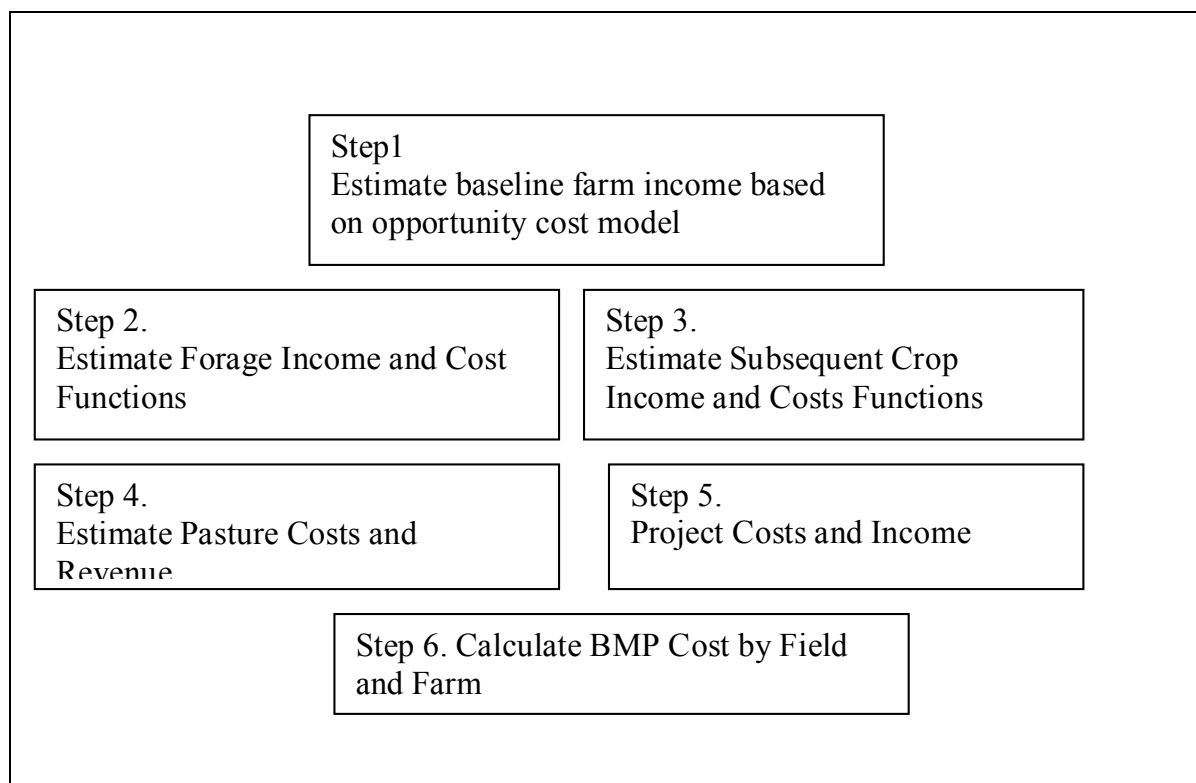 Step1
Estimate baseline farm income based
on opportunity cost model
Step 2.
Estimate Forage Income and Cost
Functions
Step 3.
Estimate Subsequent Crop
Income and Costs Functions
Step 4.
Estimate Pasture Costs and
Revenue
Step 5.
Project Costs and Income
Step 6. Calculate BMP Cost by Field
and Farm